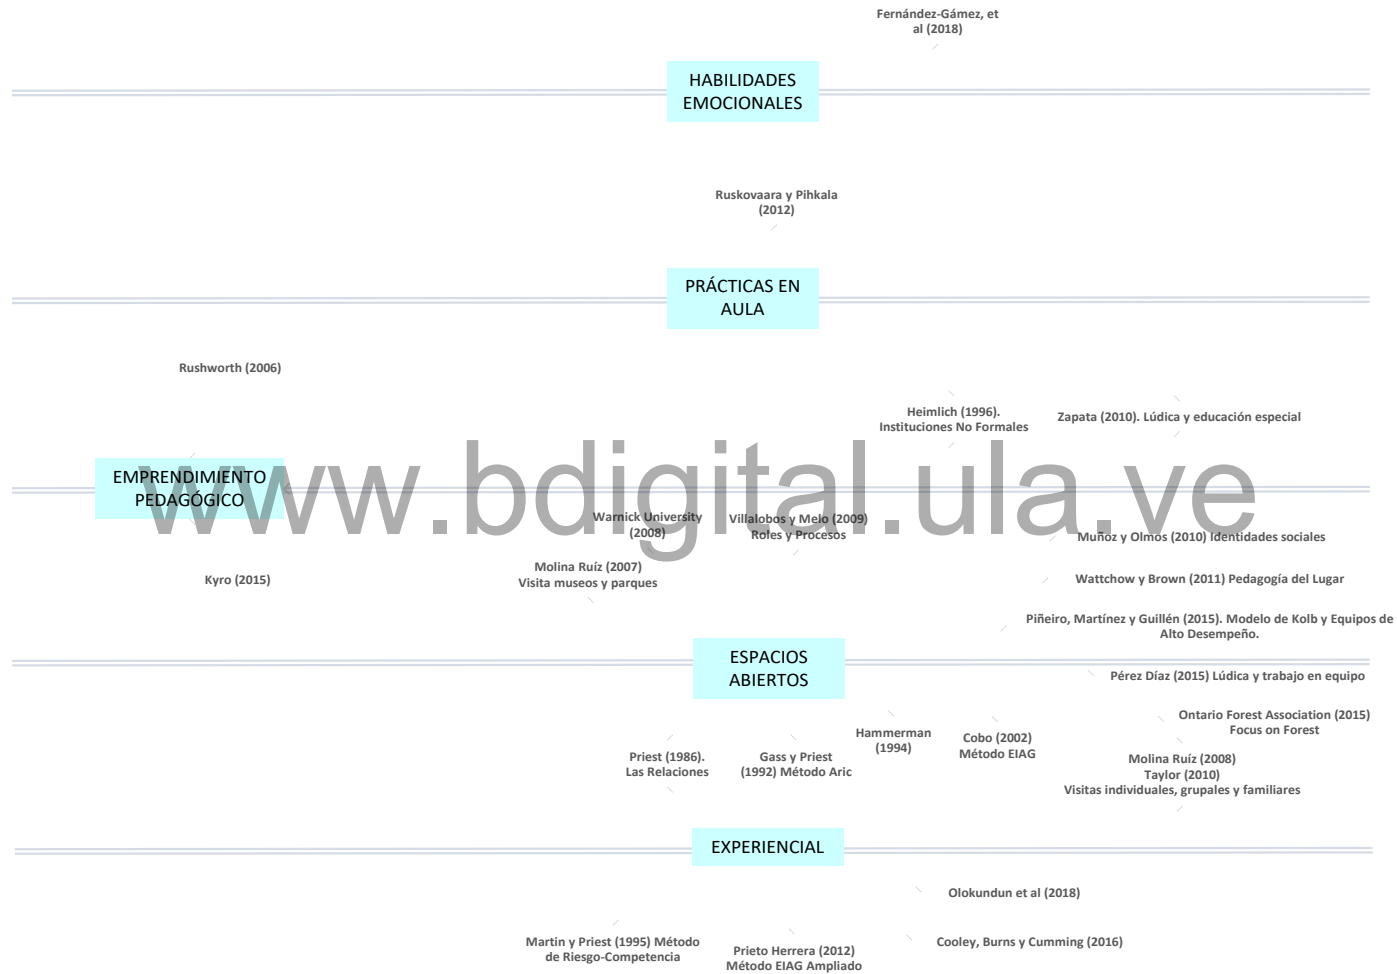 Fernández-Gámez, et
al (2018)
HABILIDADES
EMOCIONALES
Ruskovaara y Pihkala
(2012)
PRÁCTICAS EN
AULA
Rushworth (2006)
Heimlich (1996).
Instituciones No Formales
Zapata (2010). Lúdica y educación especial
EMPRENDIMIENTO
PEDAGÓGICO
www.bdigital.ula.ve
Warnick University
(2008)
Villalobos y Melo (2009)
Roles y Procesos
Muñoz y Olmos (2010) Identidades sociales
Molina Ruíz (2007)
Visita museos y parques
Kyro (2015)
Wattchow y Brown (2011) Pedagogía del Lugar
Piñeiro, Martínez y Guillén (2015). Modelo de Kolb y Equipos de
Alto Desempeño.
ESPACIOS
ABIERTOS
Pérez Díaz (2015) Lúdica y trabajo en equipo
Ontario Forest Association (2015)
Focus on Forest
Hammerman
(1994)
Cobo (2002)
Método EIAG
Priest (1986).
Las Relaciones
Gass y Priest
(1992) Método Aric
Molina Ruíz (2008)
Taylor (2010)
Visitas individuales, grupales y familiares
EXPERIENCIAL
Olokundun et al (2018)
Martin y Priest (1995) Método
de Riesgo-Competencia
Prieto Herrera (2012)
Método EIAG Ampliado
Cooley, Burns y Cumming (2016)